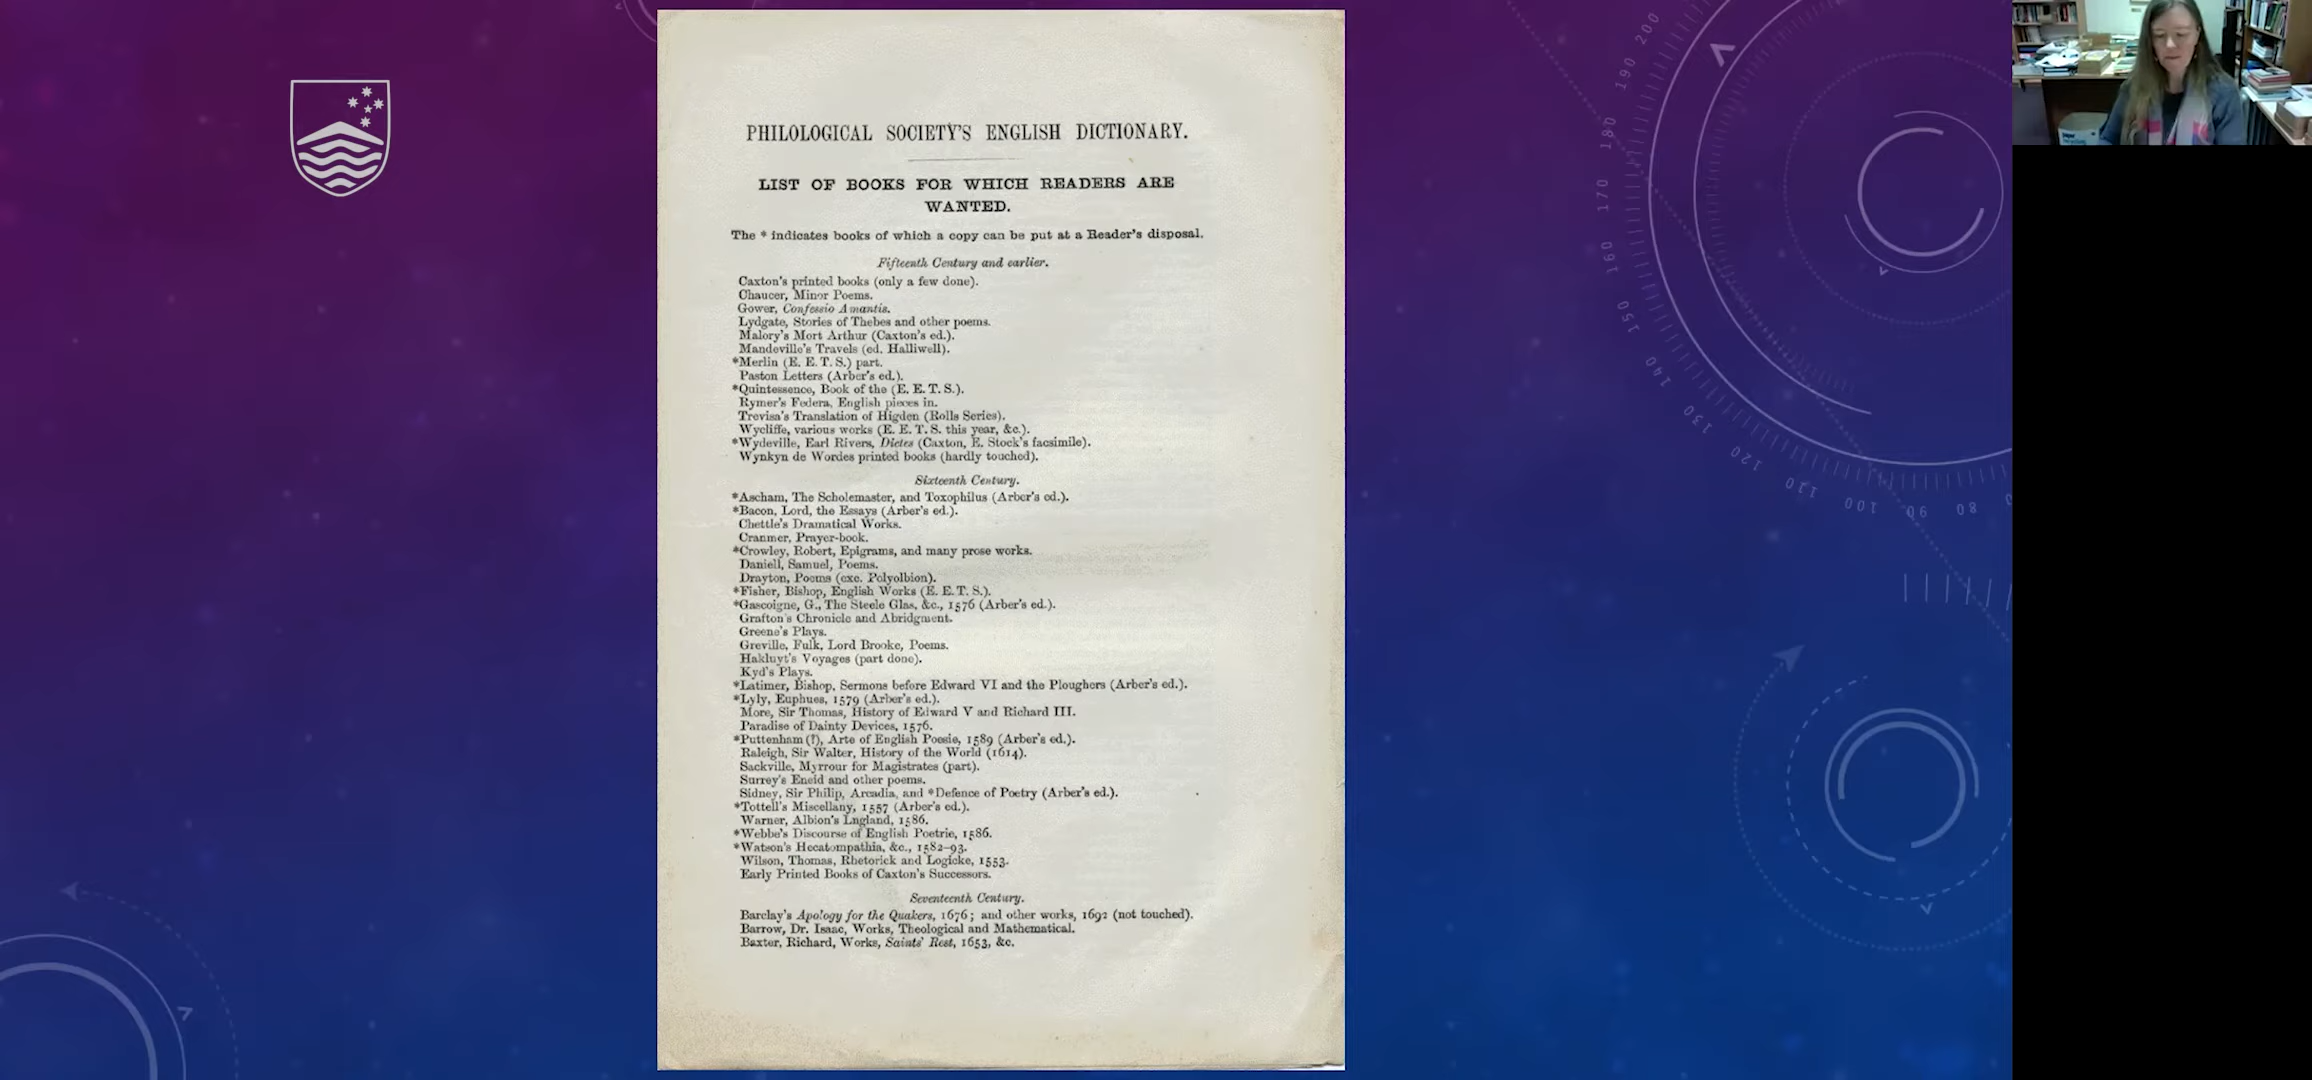 PHILOLOGICAL SOCIETY'S ENGLISH DICTIONARY.
LIST OF BOOKS FOR WHICH READERS ARE
WANTED.
The * indicates books of which a copy can be put at a Reader's disposal.
Fifteenth Century and earlier.
Caxton's printed books (only a few done).
Chaucer, Minor Poems.
Gower, Confessio Amantis.
Lydgate, Stories of Thebes and other poems.
Malory's Mort Arthur (Caxton's ed.).
Mandeville's Travels (ed. Halliwell).
*Merlin (E. E. T. S.) part.
Paston Letters (Arber's ed.).
*Quintessence, Book of the (E. E. T. S.).
Rymer's Fœdera, English pieces in.
Trevisa's Translation of Higden (Rolls Series).
Wycliffe, various works (E. E. T. S. this year, &c.).
*Wydeville, Earl Rivers, Dictes (Caxton, E. Stock's facsimile).
Wynkyn de Wordes printed books (hardly touched).
Sixteenth Century.
*Ascham, The Scholemaster, and Toxophilus (Arber's ed.).
*Bacon, Lord, the Essays (Arber's ed.).
Chettle's Dramatical Works.
Cranmer, Prayer-book.
*Crowley, Robert, Epigrams, and many prose works.
Daniell, Samuel, Poems.
Drayton, Poems (exc. Polyolbion).
*Fisher, Bishop, English Works (E. E. T. S.).
*Gascoigne, G., The Steele Glas, &c., 1576 (Arber's ed.).
Grafton's Chronicle and Abridgment.
Greene's Plays.
Greville, Fulk, Lord Brooke, Poems.
Hakluyt's Voyages (part done).
Kyd's Plays.
*Latimer, Bishop, Sermons before Edward VI and the Ploughers (Arber's ed.).
*Lyly, Euphues, 1579 (Arber's ed.).
More, Sir Thomas, History of Edward V and Richard III.
Paradise of Dainty Devices, 1576.
*Puttenham (?), Arte of English Poesie, 1589 (Arber's ed.).
Raleigh, Sir Walter, History of the World (1614).
Sackville, Myrrour for Magistrates (part).
Surrey's Eneid and other poems.
Sidney, Sir Philip, Arcadia, and *Defence of Poetry (Arber's ed.).
*Tottell's Miscellany, 1557 (Arber's ed.).
Warner, Albion's England, 1586.
*Webbe's Discourse of English Poetrie, 1586.
*Watson's Hecatompathia, &c., 1582–93.
Wilson, Thomas, Rhetorick and Logicke, 1553.
Early Printed Books of Caxton's Successors.
Seventeenth Century.
Barclay's Apology for the Quakers, 1676; and other works, 1692 (not touched).
Barrow, Dr. Isaac, Works, Theological and Mathematical.
Baxter, Richard, Works, Saints' Rest, 1653, &c.
200
190
180
170
160
150
140
130
120
110
100
90
80